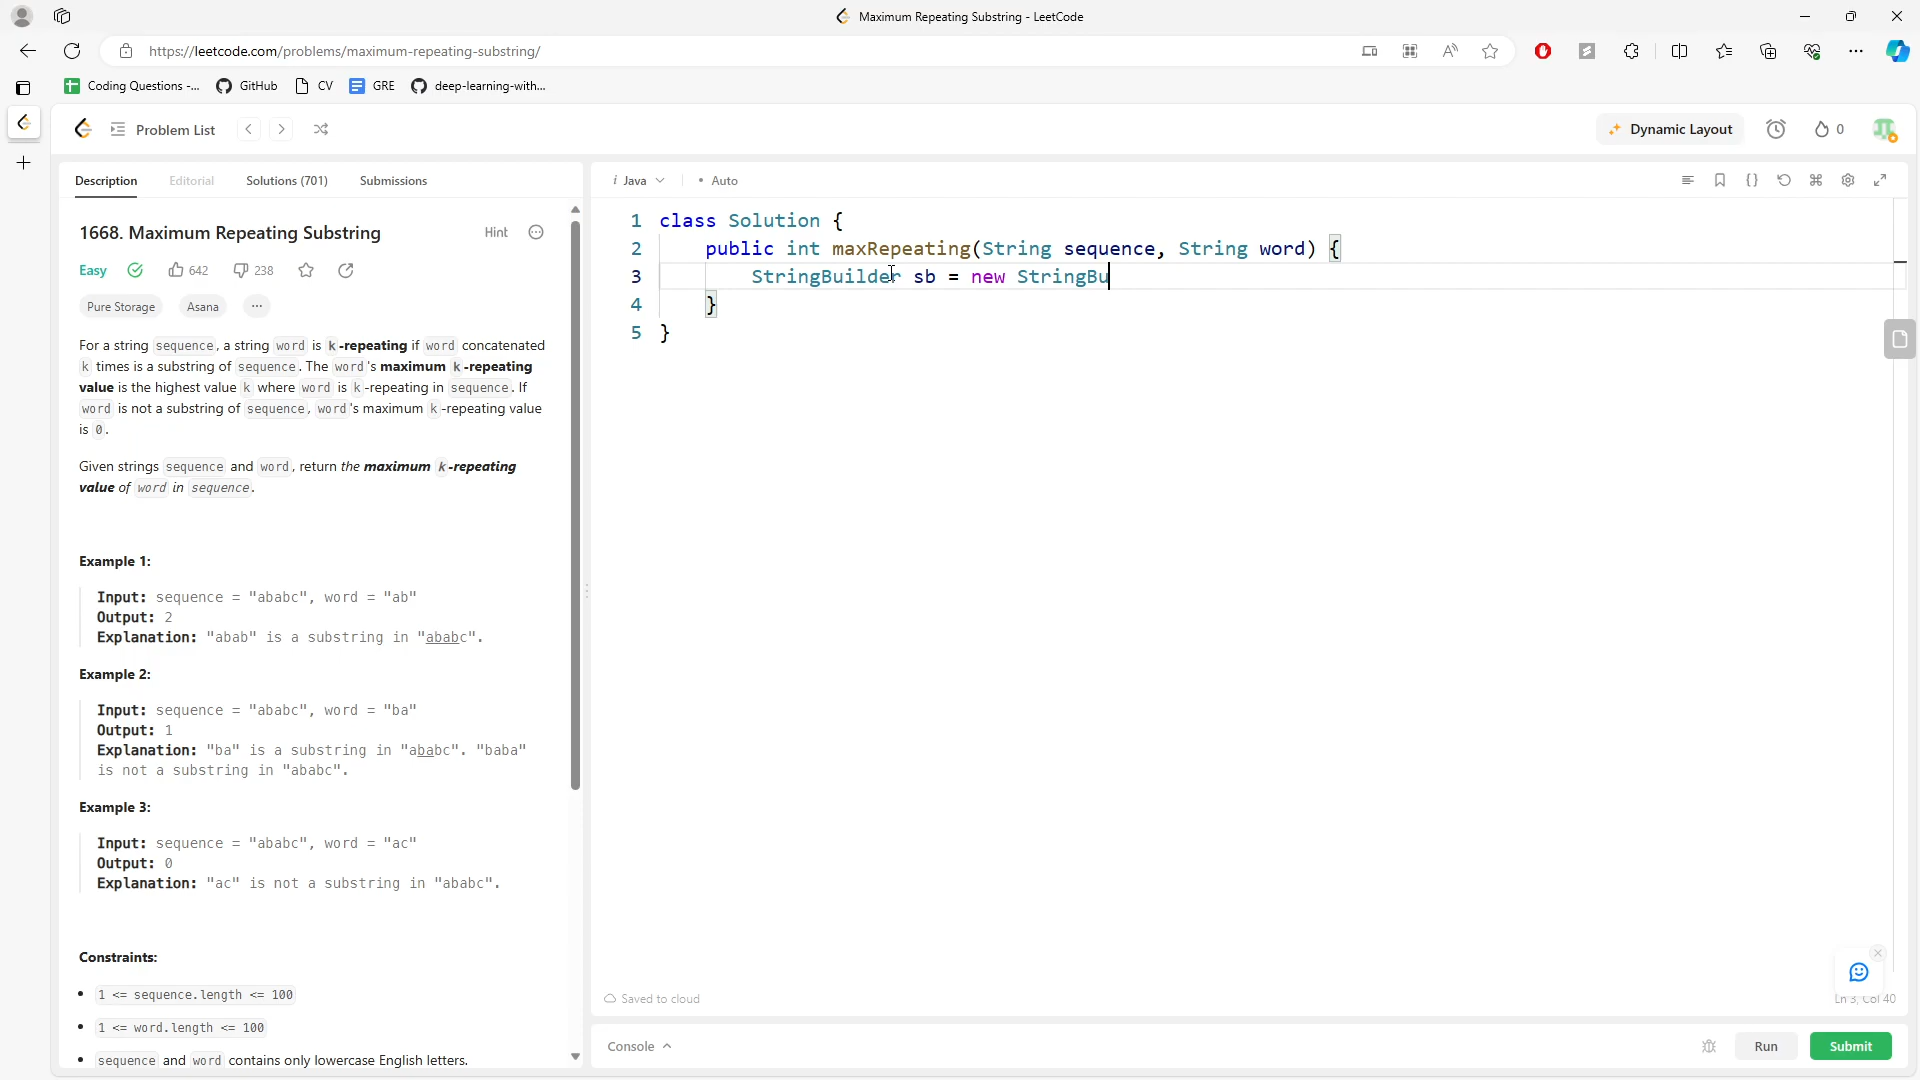 Maximum Repeating Substring - LeetCode
https://leetcode.com/problems/maximum-repeating-substring/
Coding Questions -...
GitHub
CV
GRE
deep-learning-with...
Problem List
Dynamic Layout
0
Description
Editorial
Solutions (701)
Submissions
1668. Maximum Repeating Substring
Hint
Easy
642
238
Pure Storage
Asana
...
For a string sequence, a string word is k-repeating if word concatenated
k times is a substring of sequence. The word's maximum k-repeating
value is the highest value k where word is k-repeating in sequence. If
word is not a substring of sequence, word's maximum k-repeating value
is 0.
Given strings sequence and word, return the maximum k-repeating
value of word in sequence.
Example 1:
Input: sequence = "ababc", word = "ab"
Output: 2
Explanation: "abab" is a substring in "ababc".
Example 2:
Input: sequence = "ababc", word = "ba"
Output: 1
Explanation: "ba" is a substring in "ababc". "baba"
is not a substring in "ababc".
Example 3:
Input: sequence = "ababc", word = "ac"
Output: 0
Explanation: "ac" is not a substring in "ababc".
Constraints:
• 1 <= sequence.length <= 100
• 1 <= word.length <= 100
• sequence and word contains only lowercase English letters.
i Java
• Auto
1 class Solution {
2 public int maxRepeating(String sequence, String word) {
3 StringBuilder sb = new StringBu
4 }
5 }
Saved to cloud
Ln 3, Col 40
Console
Run
Submit